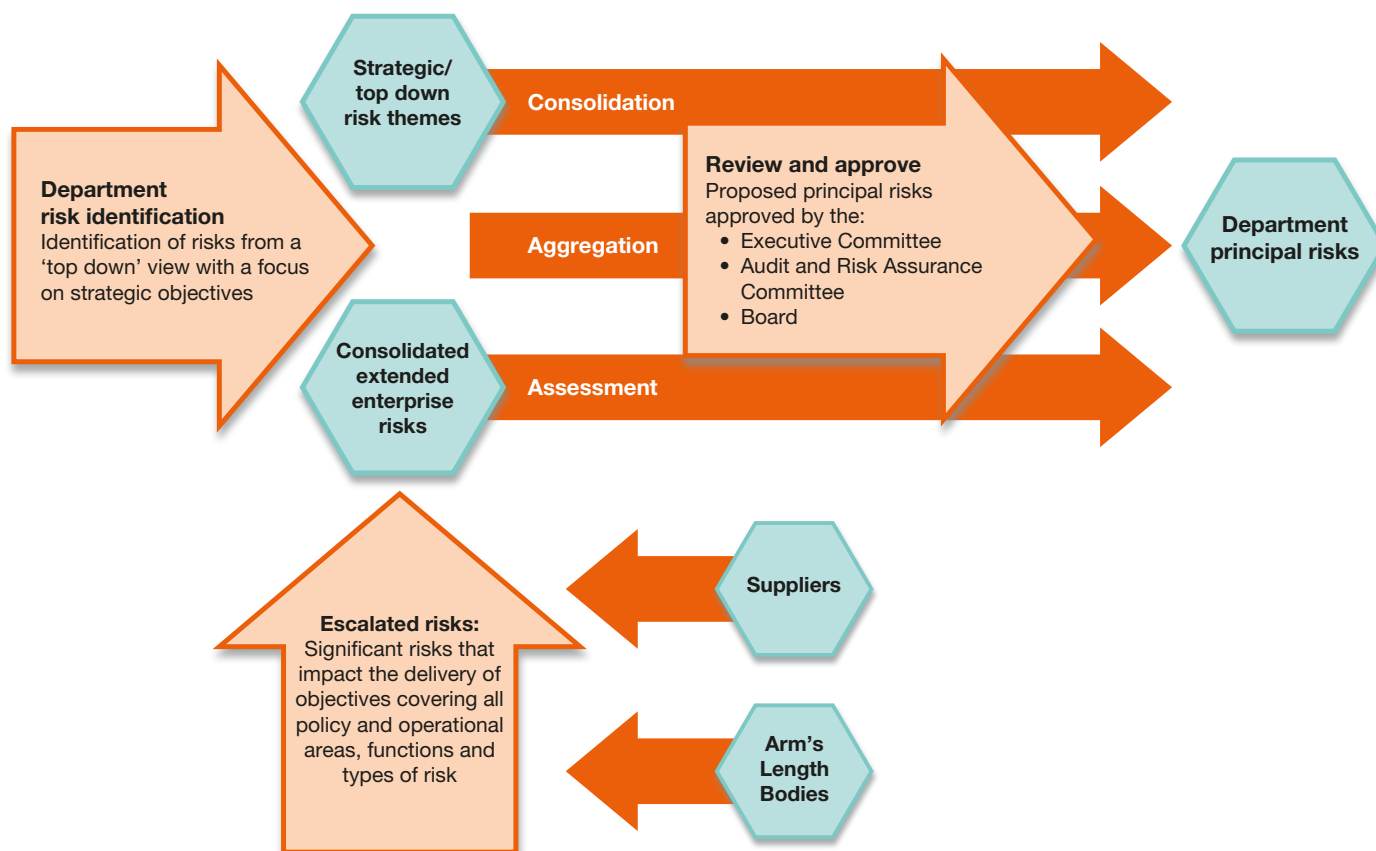 Strategic/
top down
risk themes
Consolidation
Department
risk identification
Identification of risks from a
‘top down’ view with a focus
on strategic objectives
Aggregation
Review and approve
Proposed principal risks
approved by the:
• Executive Committee
• Audit and Risk Assurance
Committee
• Board
Department
principal risks
Consolidated
extended
enterprise
risks
Assessment
Escalated risks:
Significant risks that
impact the delivery of
objectives covering all
policy and operational
areas, functions and
types of risk
Suppliers
Arm’s
Length
Bodies